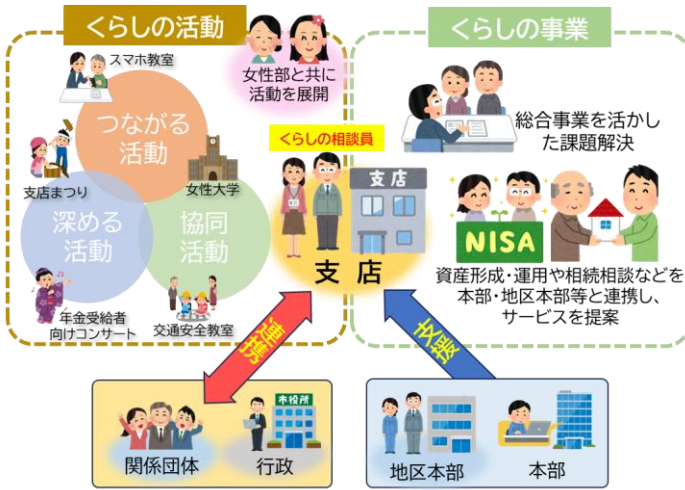 くらしの活動
スマホ教室
つながる
活動
支店まつり
女性大学
深める
活動
協同
活動
年金受給者
向けコンサート
交通安全教室
女性部と共に
活動を展開
くらしの相談員
支店
支 店
くらしの事業
総合事業を活かし
た課題解決
NISA
資産形成・運用や相続相談などを
本部・地区本部等と連携し、
サービスを提案
連携
支援
市役所
関係団体
行政
地区本部
本部